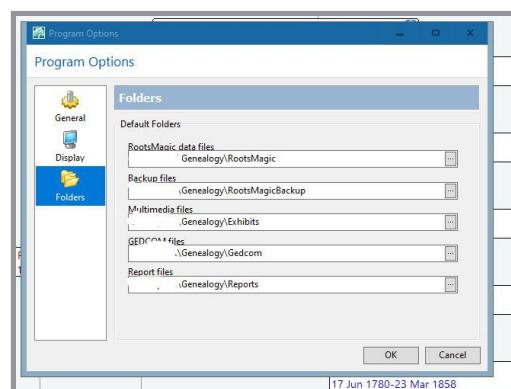 Program Options
Program Options
General
Display
Folders
Folders
Default Folders
RootsMagic data files
Genealogy\RootsMagic
Backup files
\Genealogy\RootsMagicBackup
Multimedia files
.Genealogy\Exhibits
GEDCOM files
.\Genealogy\Gedcom
Report files
\Genealogy\Reports
OK Cancel
17 Jun 1780-23 Mar 1858